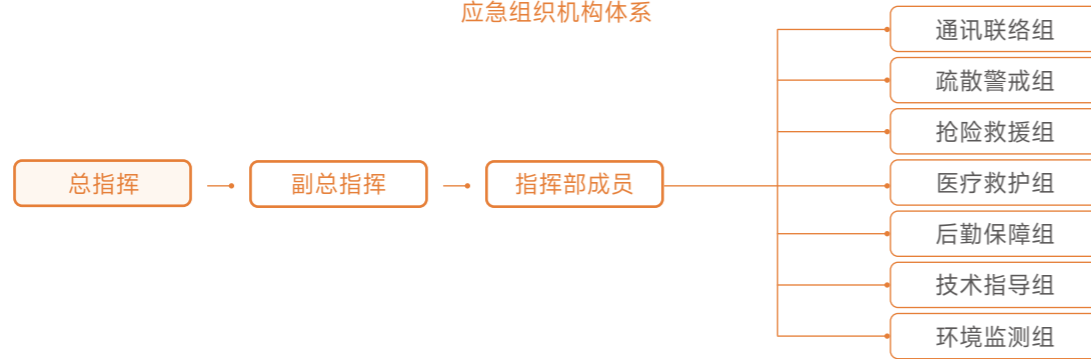 应急组织机构体系
总指挥
副总指挥
指挥部成员
通讯联络组
疏散警戒组
抢险救援组
医疗救护组
后勤保障组
技术指导组
环境监测组